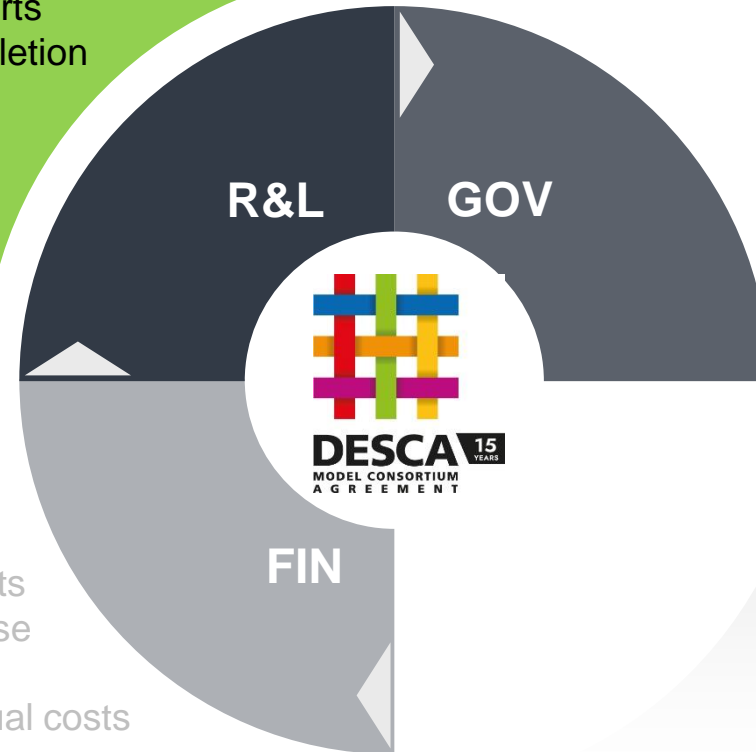 rts
letion
R&L
GOV
DESCA 15
YEARS
MODEL CONSORTIUM
AGREEMENT
FIN
ts
se
ual costs